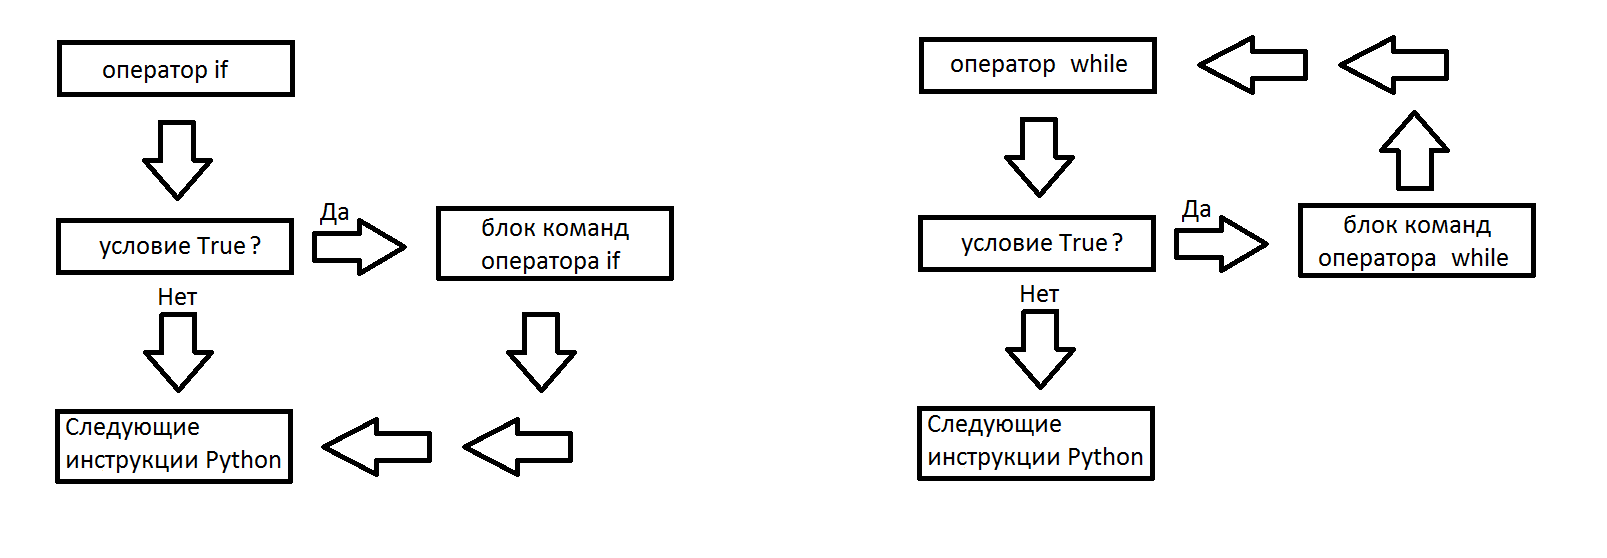 оператор if
условие True ?
Да
блок команд
оператора if
Нет
Следующие
инструкции Python
оператор while
условие True ?
Да
блок команд
оператора while
Нет
Следующие
инструкции Python